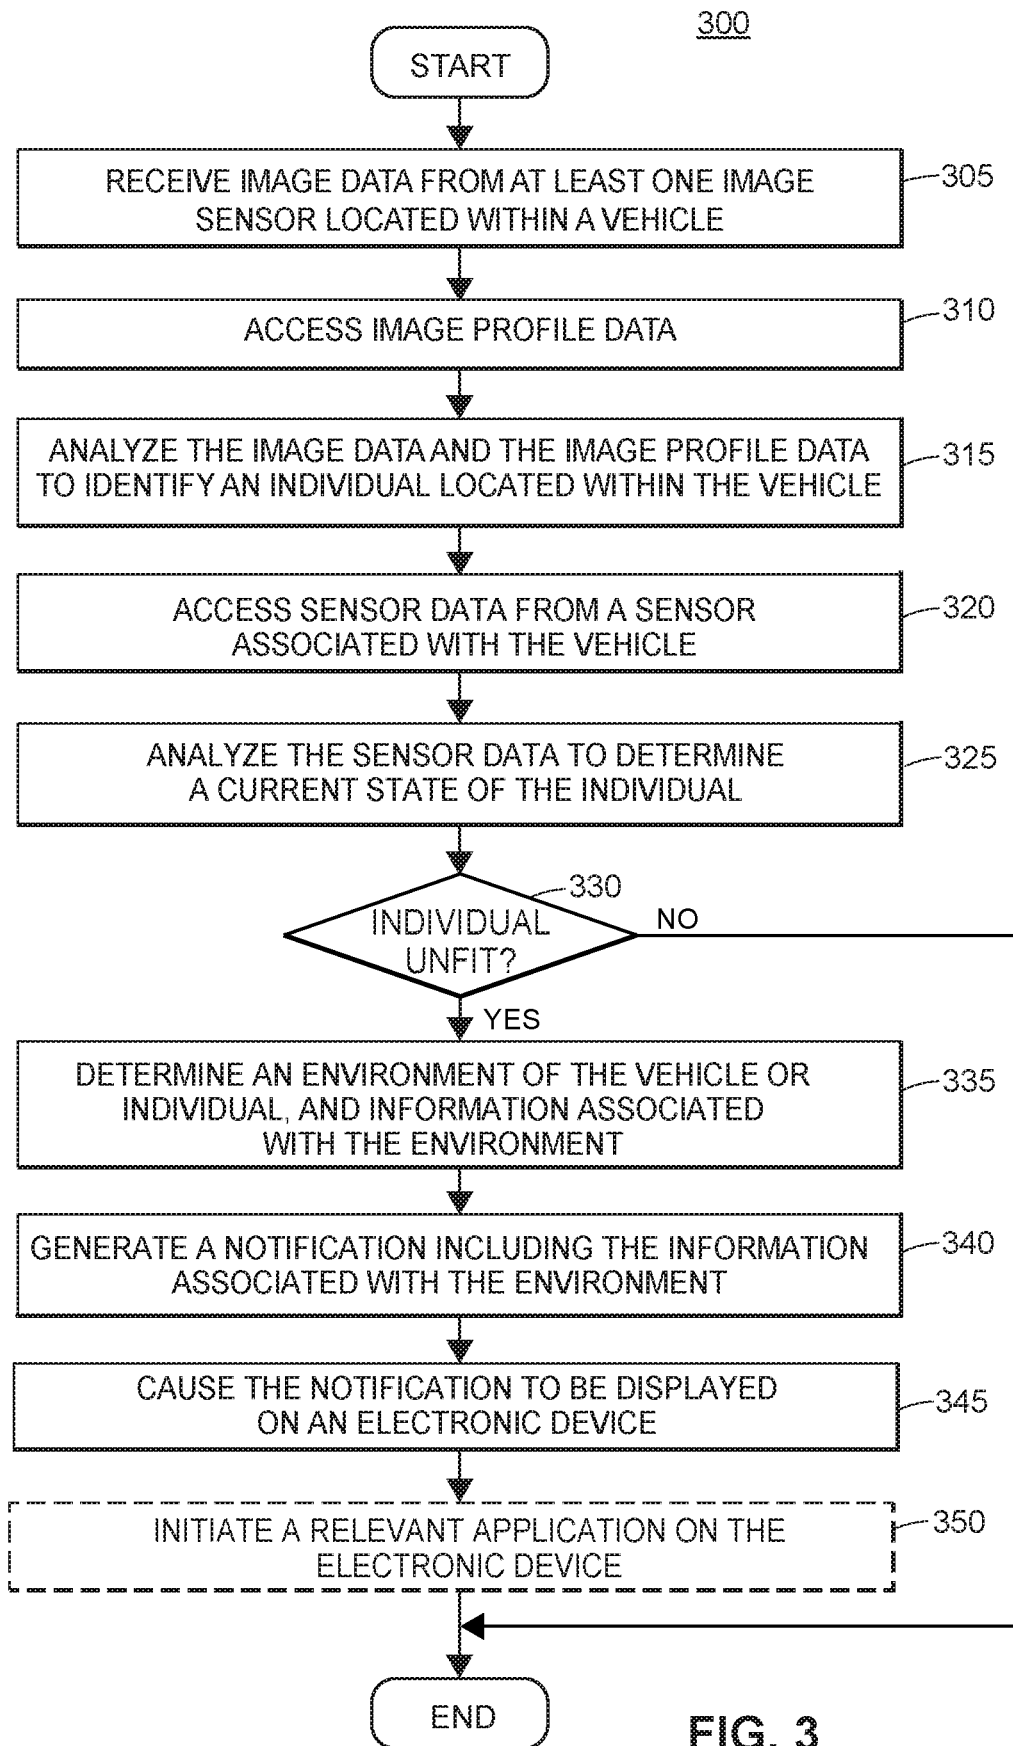 300
START
RECEIVE IMAGE DATA FROM AT LEAST ONE IMAGE
SENSOR LOCATED WITHIN A VEHICLE
305
ACCESS IMAGE PROFILE DATA
310
ANALYZE THE IMAGE DATA AND THE IMAGE PROFILE DATA
TO IDENTIFY AN INDIVIDUAL LOCATED WITHIN THE VEHICLE
315
ACCESS SENSOR DATA FROM A SENSOR
ASSOCIATED WITH THE VEHICLE
320
ANALYZE THE SENSOR DATA TO DETERMINE
A CURRENT STATE OF THE INDIVIDUAL
325
330
INDIVIDUAL
UNFIT?
NO
YES
DETERMINE AN ENVIRONMENT OF THE VEHICLE OR
INDIVIDUAL, AND INFORMATION ASSOCIATED
WITH THE ENVIRONMENT
335
GENERATE A NOTIFICATION INCLUDING THE INFORMATION
ASSOCIATED WITH THE ENVIRONMENT
340
CAUSE THE NOTIFICATION TO BE DISPLAYED
ON AN ELECTRONIC DEVICE
345
INITIATE A RELEVANT APPLICATION ON THE
ELECTRONIC DEVICE
350
END
FIG. 3